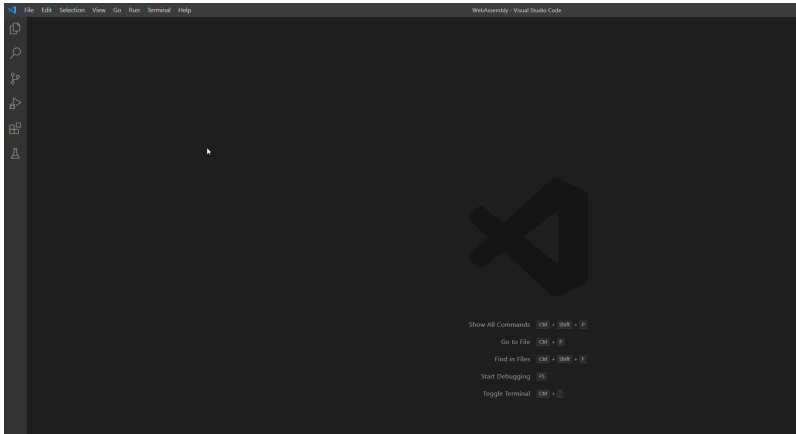 File Edit Selection View Go Run Terminal Help
WebAssembly - Visual Studio Code
Show All Commands Ctrl + Shift + P
Go to File Ctrl + P
Find in Files Ctrl + Shift + F
Start Debugging F5
Toggle Terminal Ctrl + `